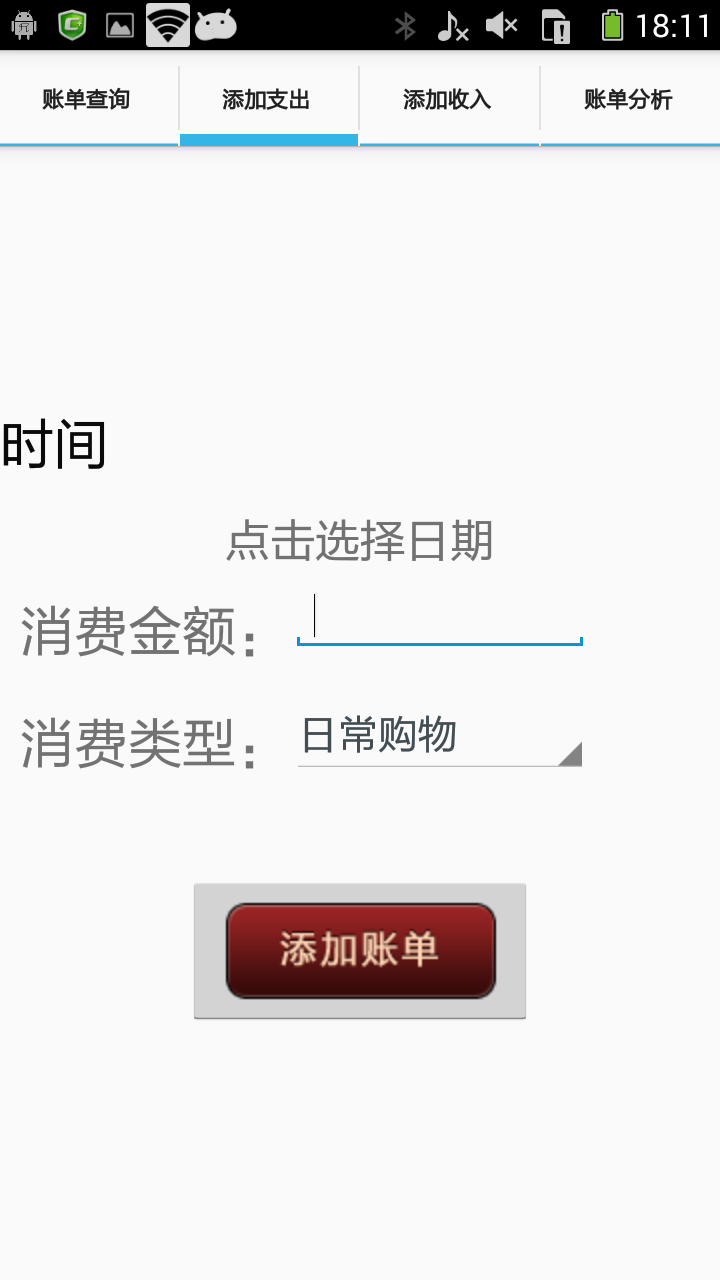 18:11
账单查询 添加支出 添加收入 账单分析
时间
点击选择日期
消费金额：
消费类型： 日常购物
添加账单